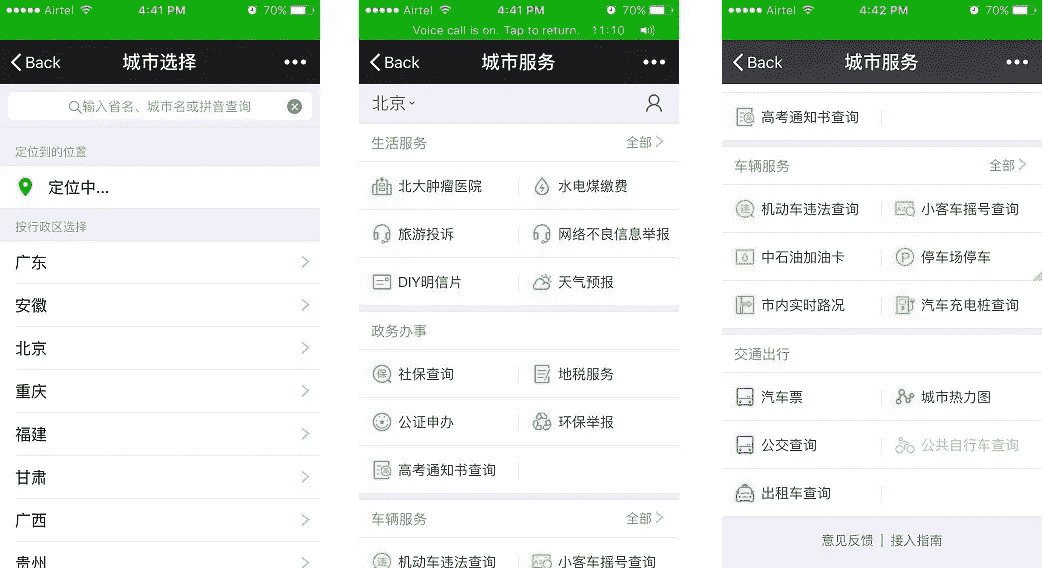 Airtel 4:41 PM 70%
Back 城市选择
输入省名、城市名或拼音查询
定位到的位置
定位中...
按行政区选择
广东
安徽
北京
重庆
福建
甘肃
广西
贵州
Airtel 4:41 PM 70%
Voice call is on. Tap to return. 11:10
Back 城市服务
北京
生活服务 全部
北大肿瘤医院 水电煤缴费
旅游投诉 网络不良信息举报
DIY明信片 天气预报
政务办事
社保查询 地税服务
公证申办 环保举报
高考通知书查询
车辆服务 全部
机动车违法查询 小客车摇号查询
Airtel 4:42 PM 70%
Back 城市服务
高考通知书查询
车辆服务 全部
机动车违法查询 小客车摇号查询
中石油加油卡 停车场停车
市内实时路况 汽车充电桩查询
交通出行
汽车票 城市热力图
公交查询 公共自行车查询
出租车查询
意见反馈 | 接入指南